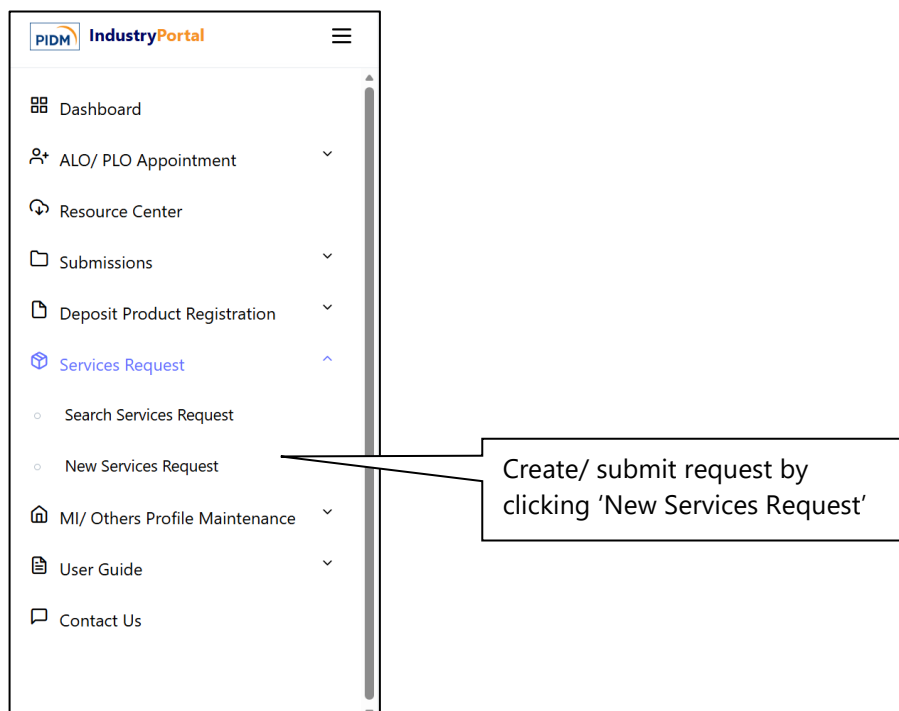 PIDM IndustryPortal
Dashboard
ALO/ PLO Appointment
Resource Center
Submissions
Deposit Product Registration
Services Request
Search Services Request
New Services Request
Create/ submit request by
clicking ‘New Services Request’
MI/ Others Profile Maintenance
User Guide
Contact Us